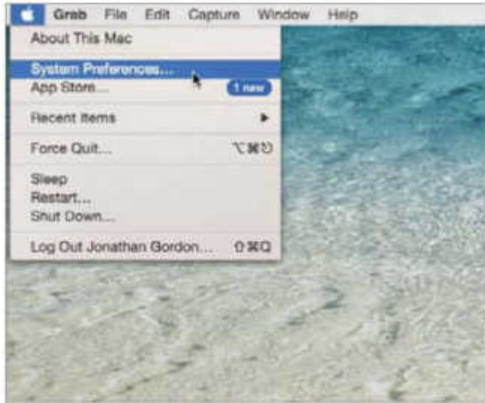 Grab File Edit Capture Window Help
About This Mac
System Preferences...
App Store... 1 new
Recent Items
Force Quit... ⌥⌘⎋
Sleep
Restart...
Shut Down...
Log Out Jonathan Gordon... ⇧⌘Q